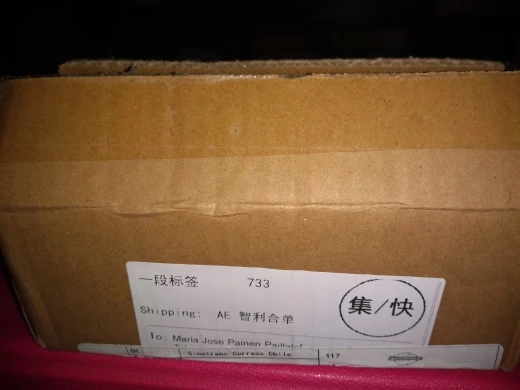 一段标签 733
集/快
Shipping: AE 智利合单
To: Maria Jose Painen
Sinotrans Correos Chile 117